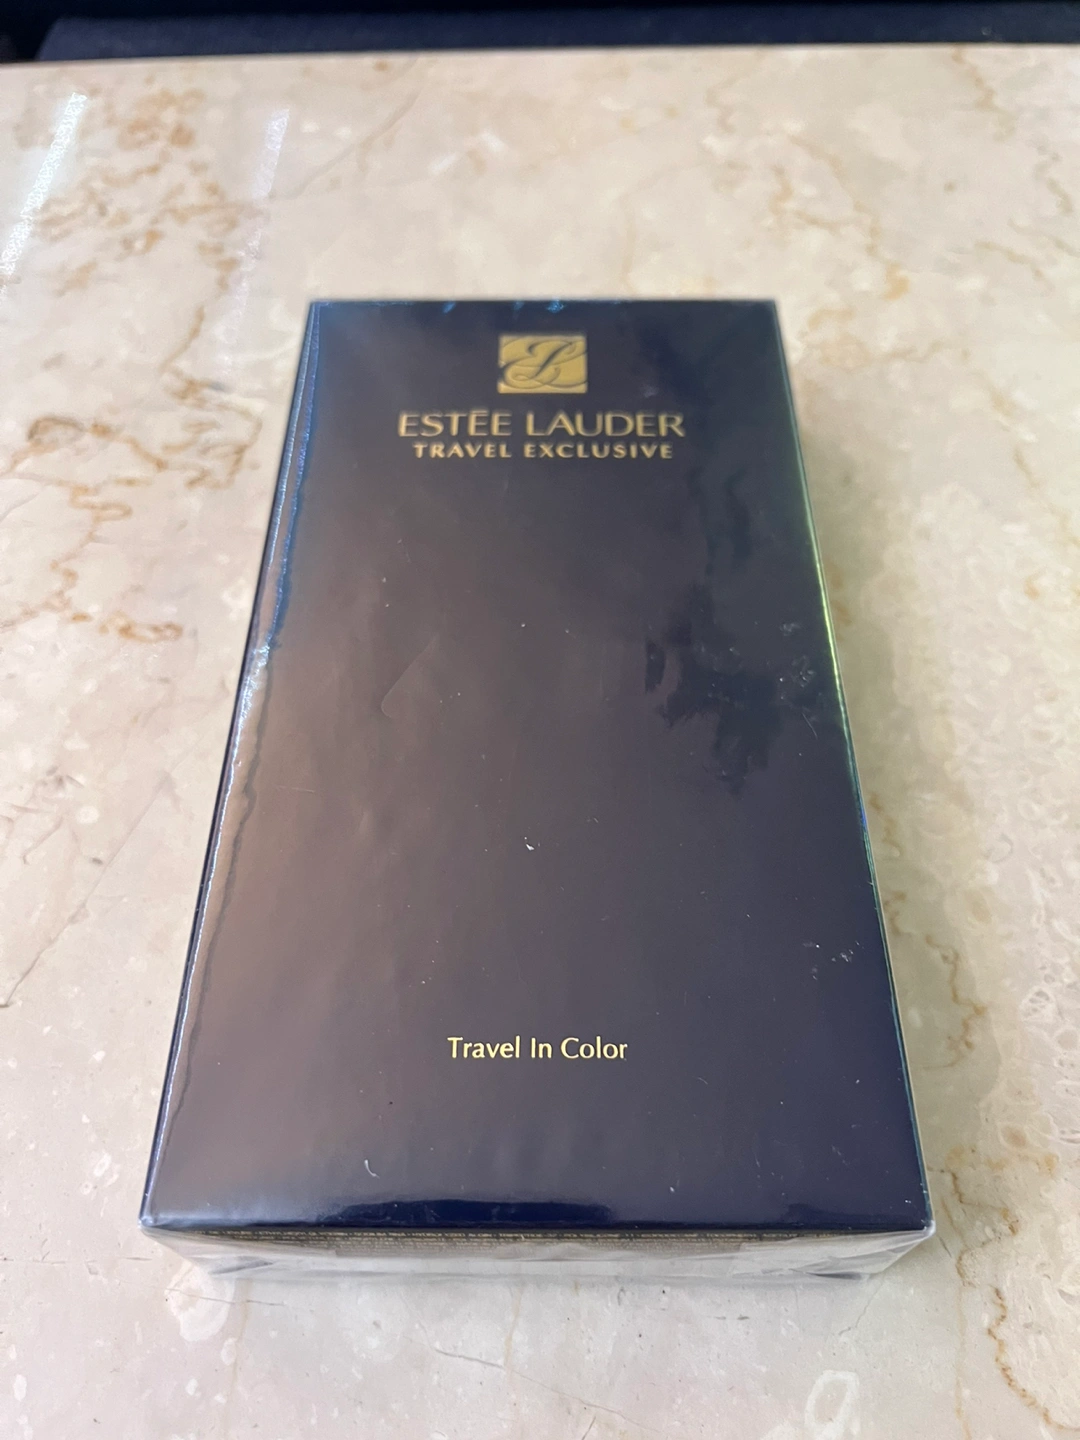 ESTĒE LAUDER
TRAVEL EXCLUSIVE
Travel In Color